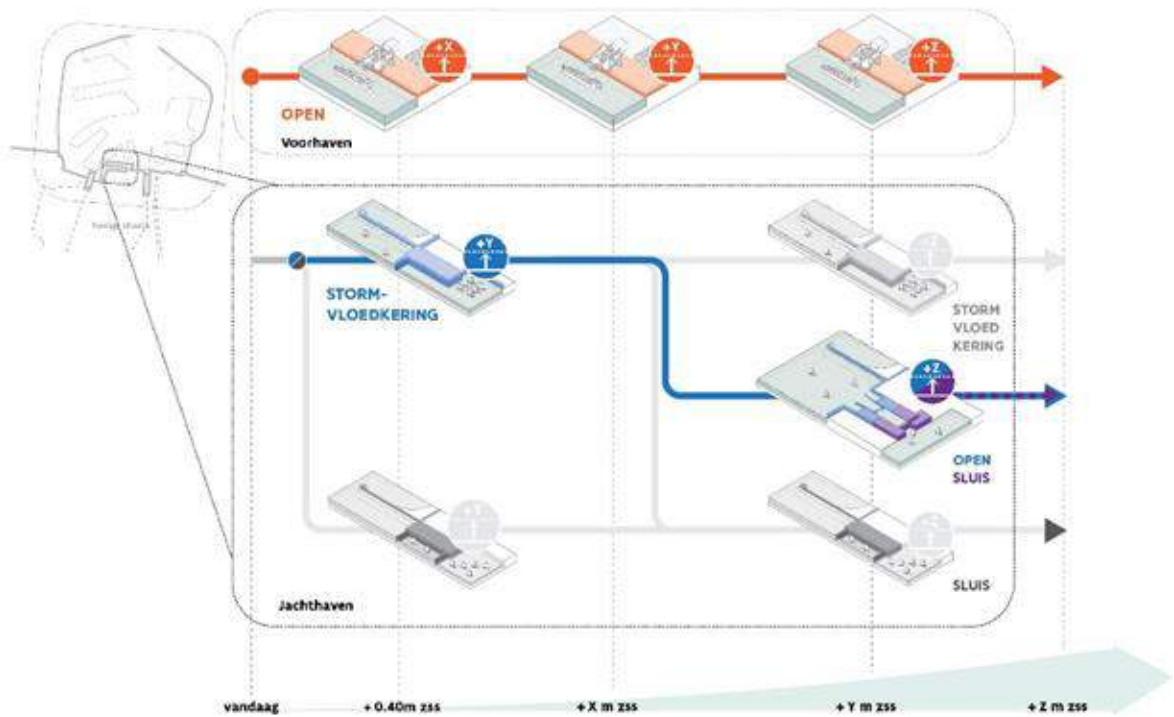 +X
+Y
+Z
OPEN
Voorhaven
+Y
STORM-
VLOEDKERING
STORM
VLOED
KERING
+Z
OPEN
SLUIS
SLUIS
Jachthaven
vandaag
+ 0.40m zss
+ X m zss
+ Y m zss
+ Z m zss